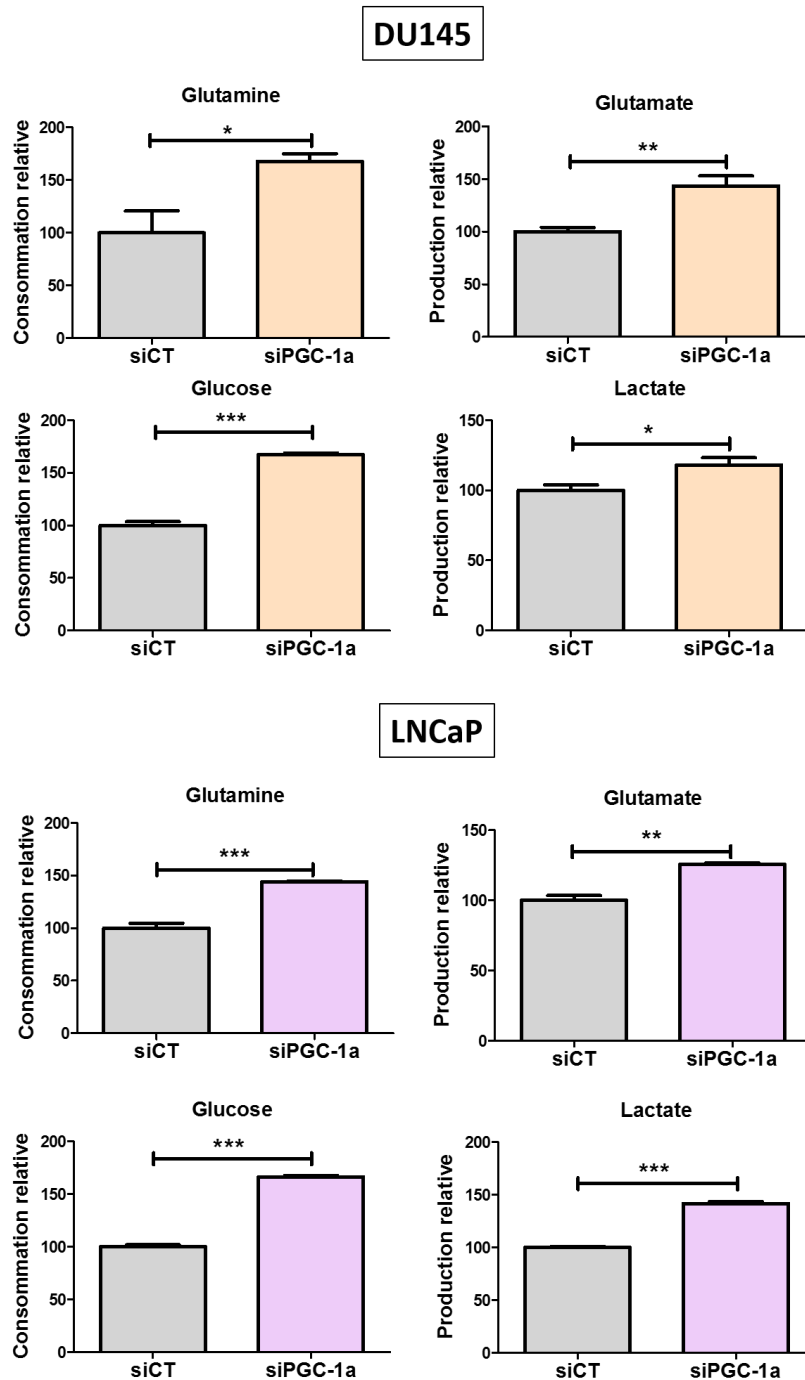 DU145
Glutamine
Consommation relative
200
150
100
50
0
*
siCT
siPGC-1a
Glutamate
Production relative
200
150
100
50
0
**
siCT
siPGC-1a
Glucose
Consommation relative
200
150
100
50
0
***
siCT
siPGC-1a
Lactate
Production relative
150
100
50
0
*
siCT
siPGC-1a
LNCaP
Glutamine
Consommation relative
200
150
100
50
0
***
siCT
siPGC-1a
Glutamate
Production relative
150
100
50
0
**
siCT
siPGC-1a
Glucose
Consommation relative
200
150
100
50
0
***
siCT
siPGC-1a
Lactate
Production relative
200
150
100
50
0
***
siCT
siPGC-1a